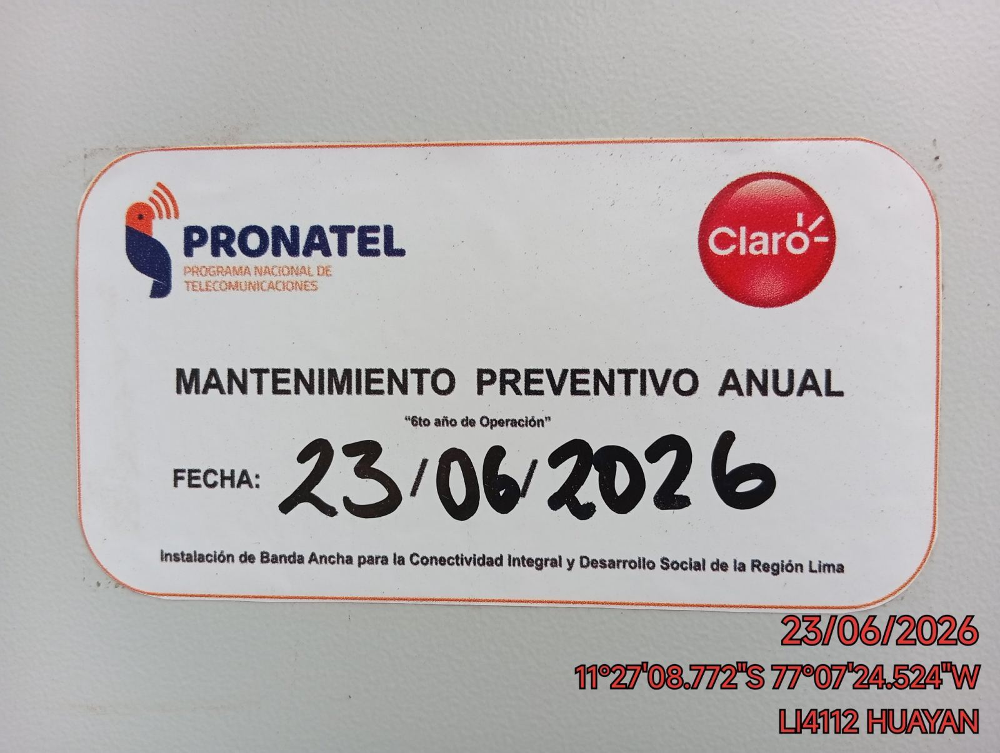 PRONATEL
PROGRAMA NACIONAL DE
TELECOMUNICACIONES
Claro
MANTENIMIENTO PREVENTIVO ANUAL
“6to año de Operación”
FECHA: 23/06/2026
Instalación de Banda Ancha para la Conectividad Integral y Desarrollo Social de la Región Lima
23/06/2026
11°27'08.772"S 77°07'24.524"W
LI4112 HUAYAN